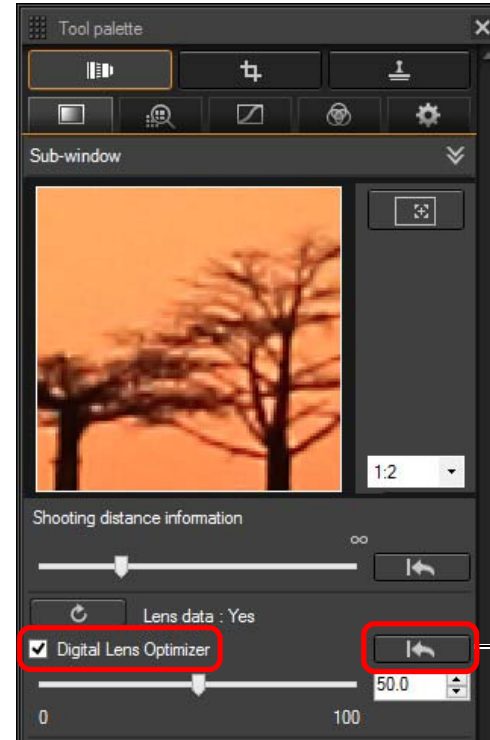 Tool palette
Sub-window
1:2
Shooting distance information
∞
Lens data : Yes
Digital Lens Optimizer
50.0
0 100